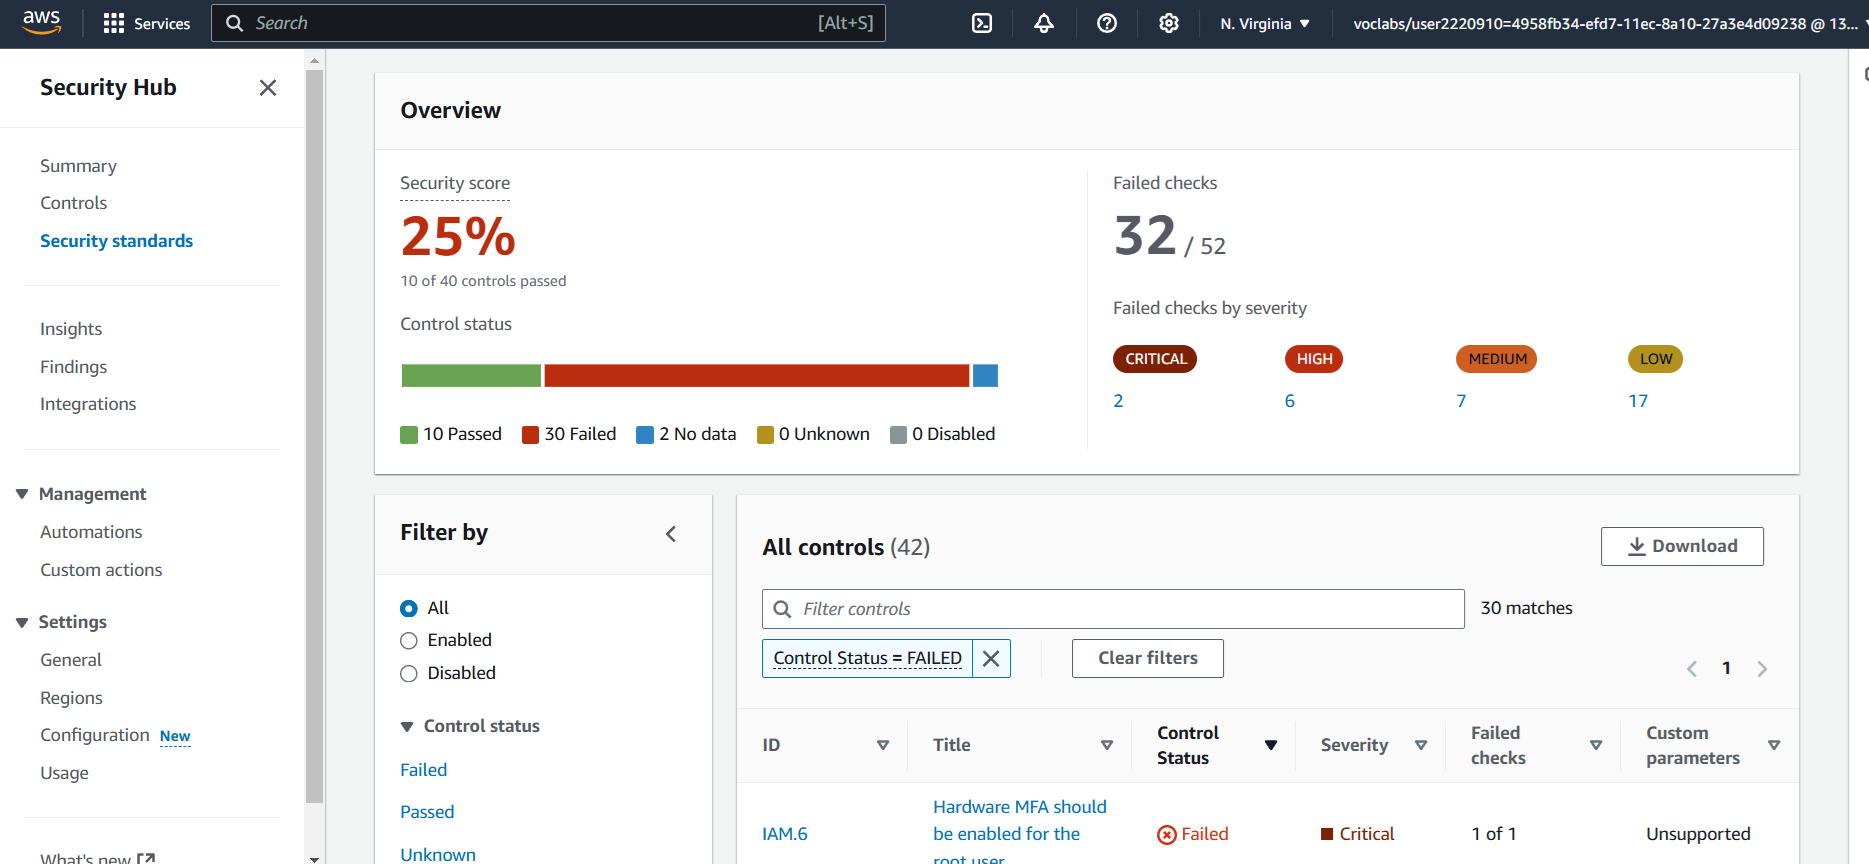 aws
Services
Search
[Alt+S]
N. Virginia
voclabs/user2220910=4958fb34-efd7-11ec-8a10-27a3e4d09238 @ 13...
Security Hub
Summary
Controls
Security standards
Insights
Findings
Integrations
Management
Automations
Custom actions
Settings
General
Regions
Configuration New
Usage
What's new
Overview
Security score
25%
10 of 40 controls passed
Control status
10 Passed
30 Failed
2 No data
0 Unknown
0 Disabled
Failed checks
32 / 52
Failed checks by severity
CRITICAL
HIGH
MEDIUM
LOW
2
6
7
17
Filter by
All
Enabled
Disabled
Control status
Failed
Passed
Unknown
All controls (42)
Download
Filter controls
30 matches
Control Status = FAILED
Clear filters
1
ID
Title
Control
Status
Severity
Failed
checks
Custom
parameters
IAM.6
Hardware MFA should
be enabled for the
root user
Failed
Critical
1 of 1
Unsupported